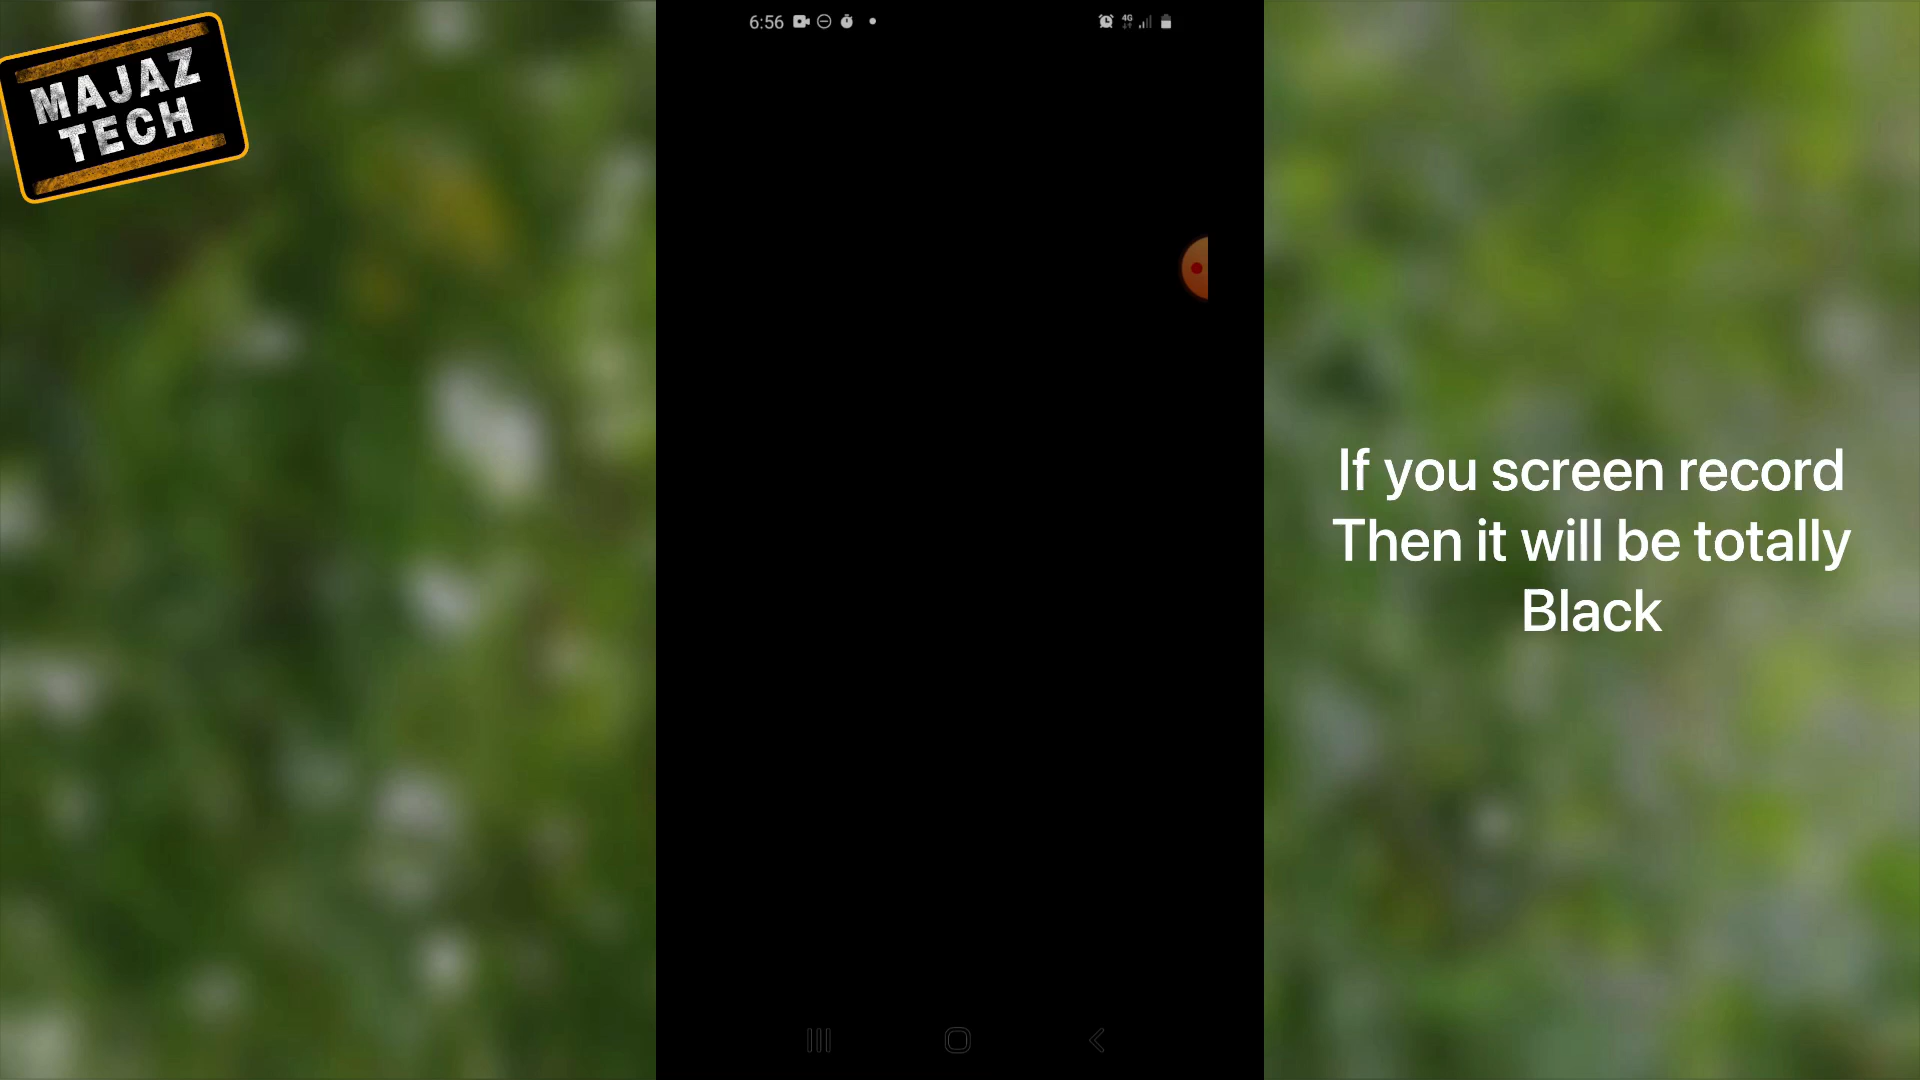 MAJAZ
TECH
6:56
4G
If you screen record
Then it will be totally
Black